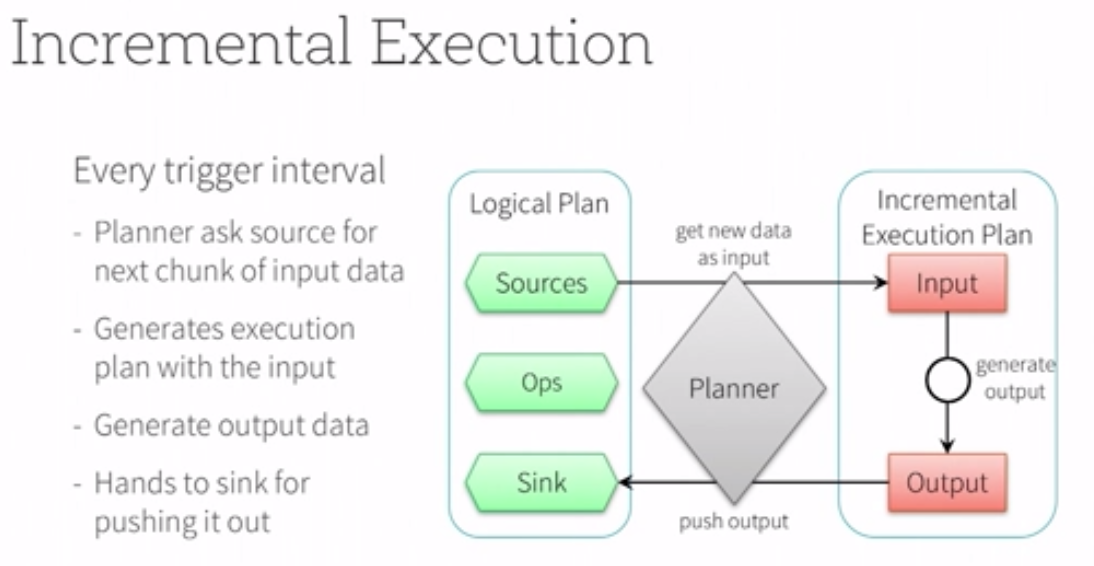 Incremental Execution
Every trigger interval
- Planner ask source for
next chunk of input data
- Generates execution
plan with the input
- Generate output data
- Hands to sink for
pushing it out
Logical Plan
Sources
Ops
Sink
get new data
as input
Planner
push output
Incremental
Execution Plan
Input
generate
output
Output